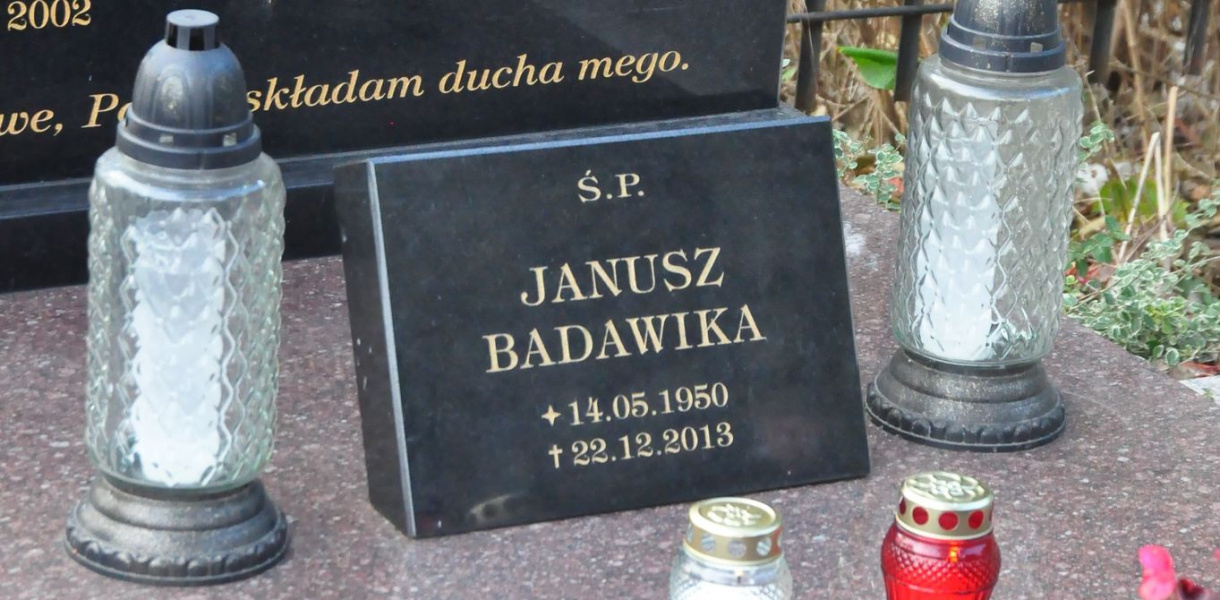 2002
składam ducha mego.
Ś.P.
JANUSZ
BADAWIKA
14.05.1950
† 22.12.2013